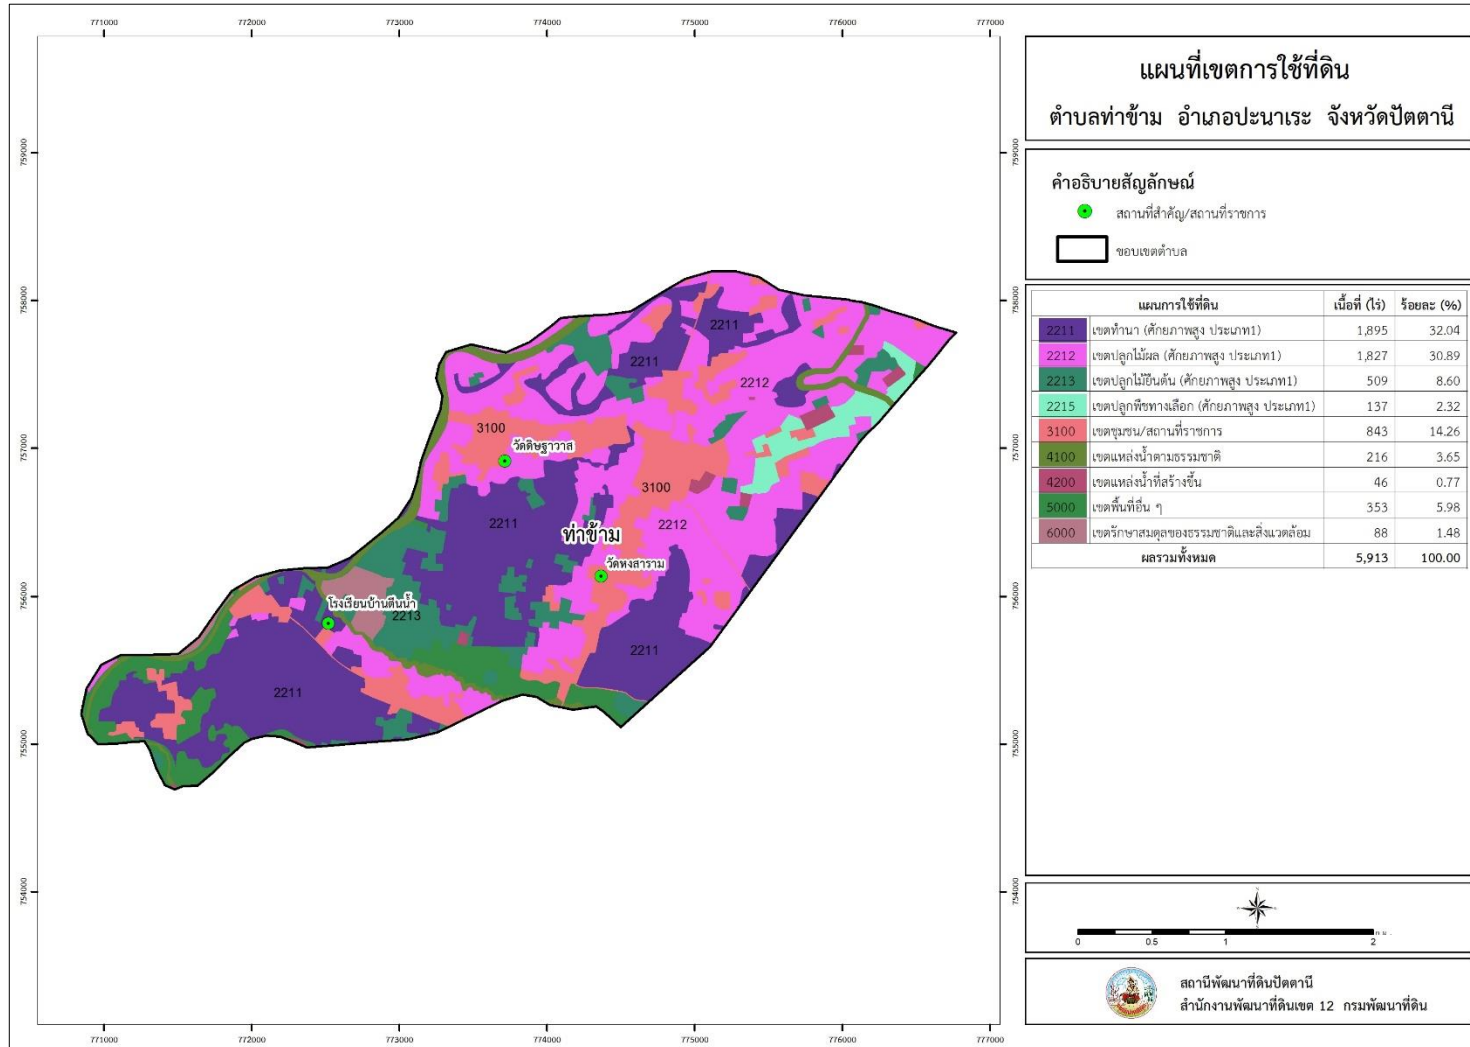 771000 772000 773000 774000 775000 776000 777000
แผนที่เขตการใช้ที่ดิน
ตำบลท่าข้าม อำเภอปะนาเระ จังหวัดปัตตานี
คำอธิบายสัญลักษณ์
สถานที่สำคัญ/สถานที่ราชการ
ขอบเขตตำบล
แผนการใช้ที่ดิน เนื้อที่ (ไร่) ร้อยละ (%)
2211 เขตทำนา (ศักยภาพสูง ประเภท1) 1,895 32.04
2212 เขตปลูกไม้ผล (ศักยภาพสูง ประเภท1) 1,827 30.89
2213 เขตปลูกไม้ยืนต้น (ศักยภาพสูง ประเภท1) 509 8.60
2215 เขตปลูกพืชทางเลือก (ศักยภาพสูง ประเภท1) 137 2.32
3100 เขตชุมชน/สถานที่ราชการ 843 14.26
4100 เขตแหล่งน้ำตามธรรมชาติ 216 3.65
4200 เขตแหล่งน้ำที่สร้างขึ้น 46 0.77
5000 เขตพื้นที่อื่น ๆ 353 5.98
6000 เขตรักษาสมดุลของธรรมชาติและสิ่งแวดล้อม 88 1.48
ผลรวมทั้งหมด 5,913 100.00
759000 759000
758000 758000
757000 757000
756000 756000
755000 755000
754000 754000
2211
2211
2212
3100
วัดดิษฐาวาส
3100
2211
2212
ท่าข้าม
วัดหงสาราม
โรงเรียนบ้านตีนน้ำ
2213
2211
2211
0 0.5 1 2
สถานีพัฒนาที่ดินปัตตานี
สำนักงานพัฒนาที่ดินเขต 12 กรมพัฒนาที่ดิน
771000 772000 773000 774000 775000 776000 777000